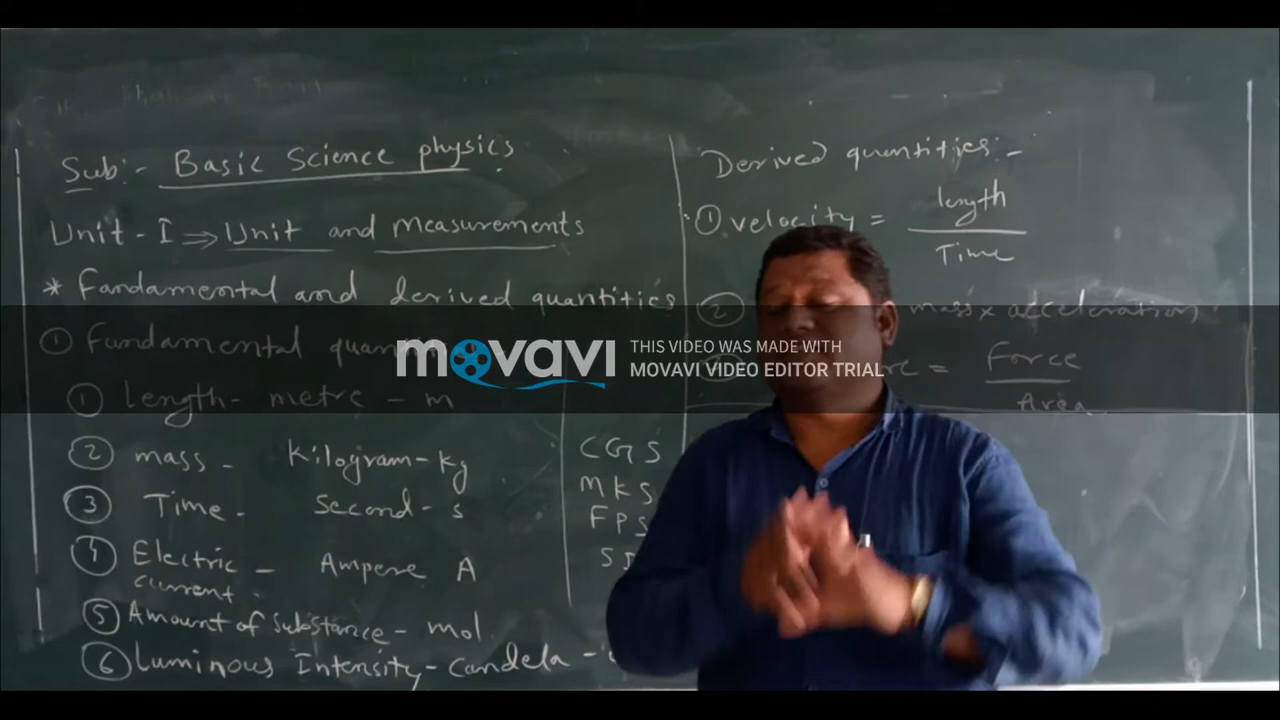 Sub:- Basic Science physics.
Unit-I ⇒ Unit and measurements
* Fandamental and derived quantities
① Fundamental
① length - metre - m
② mass - Kilogram - kg
③ Time - Second - s
④ Electric current - Ampere A
⑤ Amount of Substance - mol
⑥ Luminous Intensity - Candela -
CGS
MKS
FPS
Derived quantities:-
① velocity = length
Time
② mass x acceleration
= Force
Area
movavi
THIS VIDEO WAS MADE WITH
MOVAVI VIDEO EDITOR TRIAL